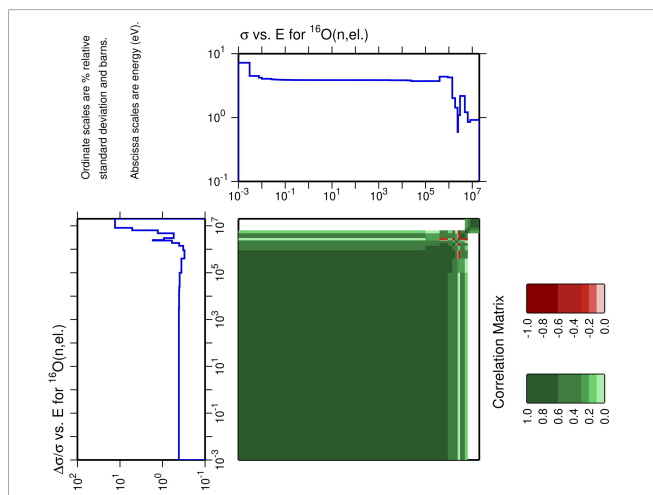 σ vs. E for ¹⁶O(n,el.)
Ordinate scales are % relative
standard deviation and barns.
Abscissa scales are energy (eV).
10¹
10⁰
10⁻¹
10⁻³ 10⁻¹ 10¹ 10³ 10⁵ 10⁷
Δσ/σ vs. E for ¹⁶O(n,el.)
10² 10¹ 10⁰ 10⁻¹
10⁷
10⁵
10³
10¹
10⁻¹
10⁻³
Correlation Matrix
-1.0 -0.8 -0.6 -0.4 -0.2 0.0
1.0 0.8 0.6 0.4 0.2 0.0